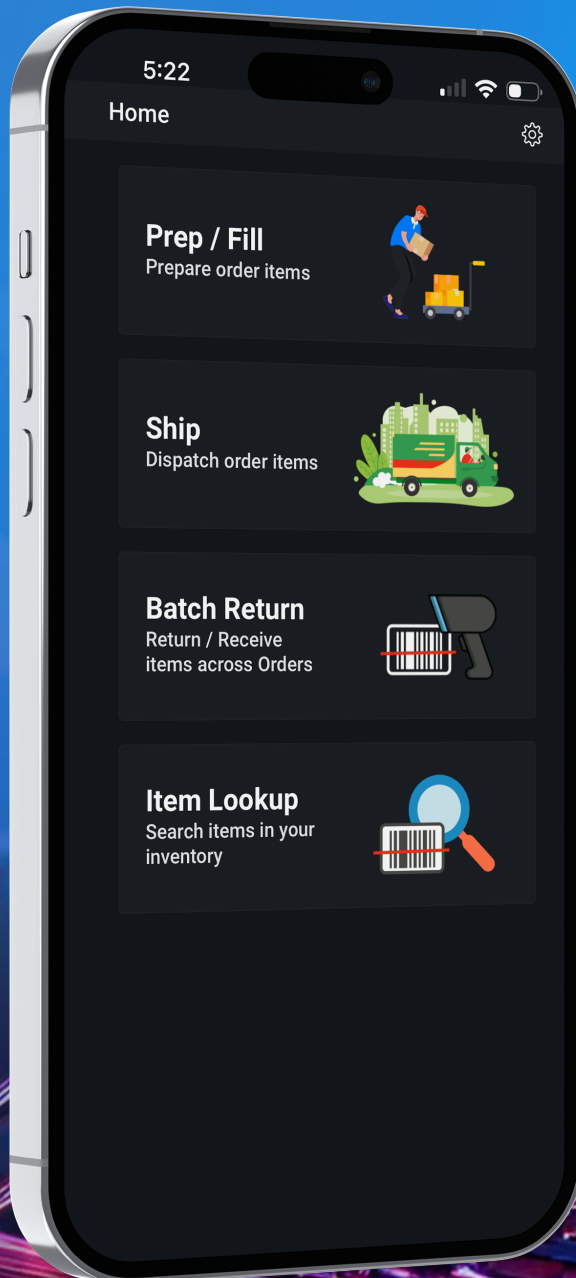 5:22
Home
Prep / Fill
Prepare order items
Ship
Dispatch order items
Batch Return
Return / Receive
items across Orders
Item Lookup
Search items in your
inventory